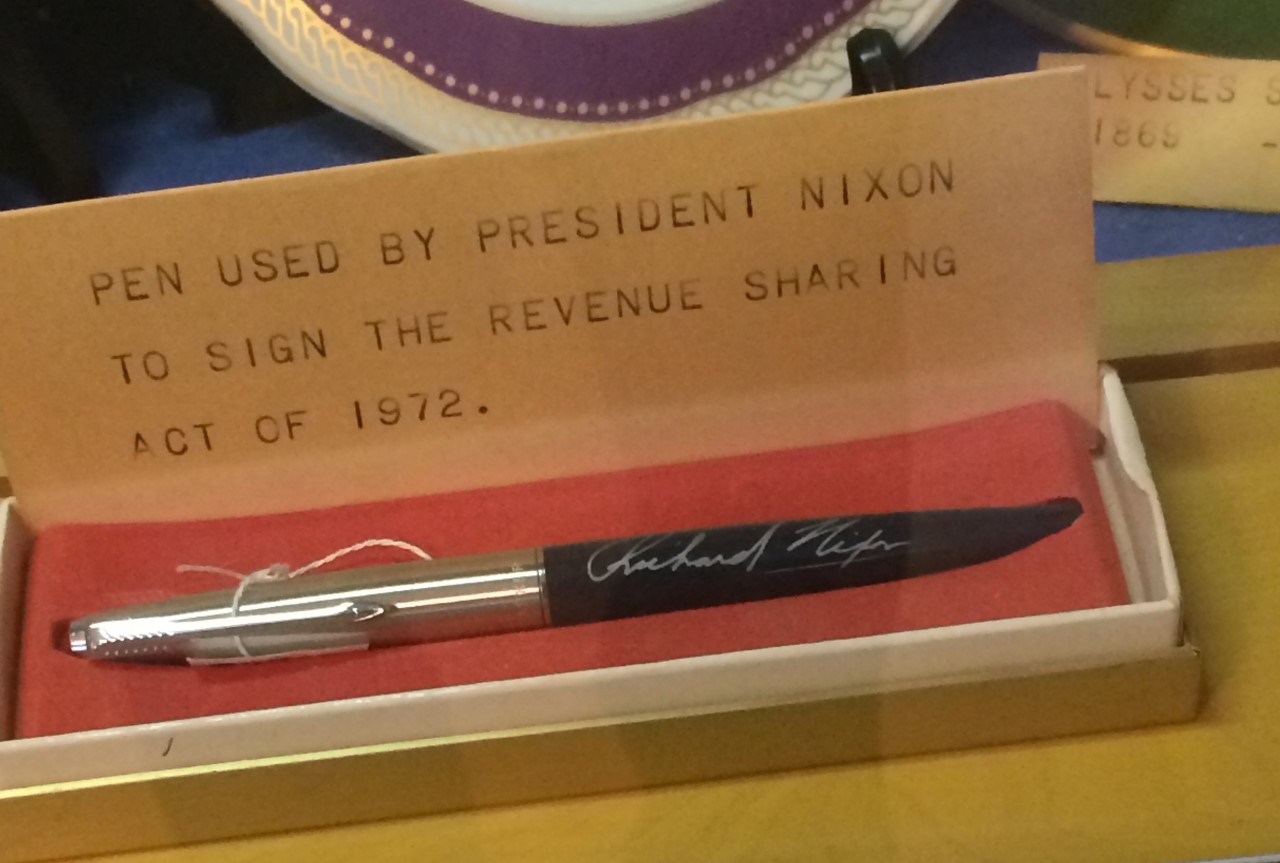 PEN USED BY PRESIDENT NIXON
TO SIGN THE REVENUE SHARING
ACT OF 1972.
Richard Nixon
LYSSES S
1869 -